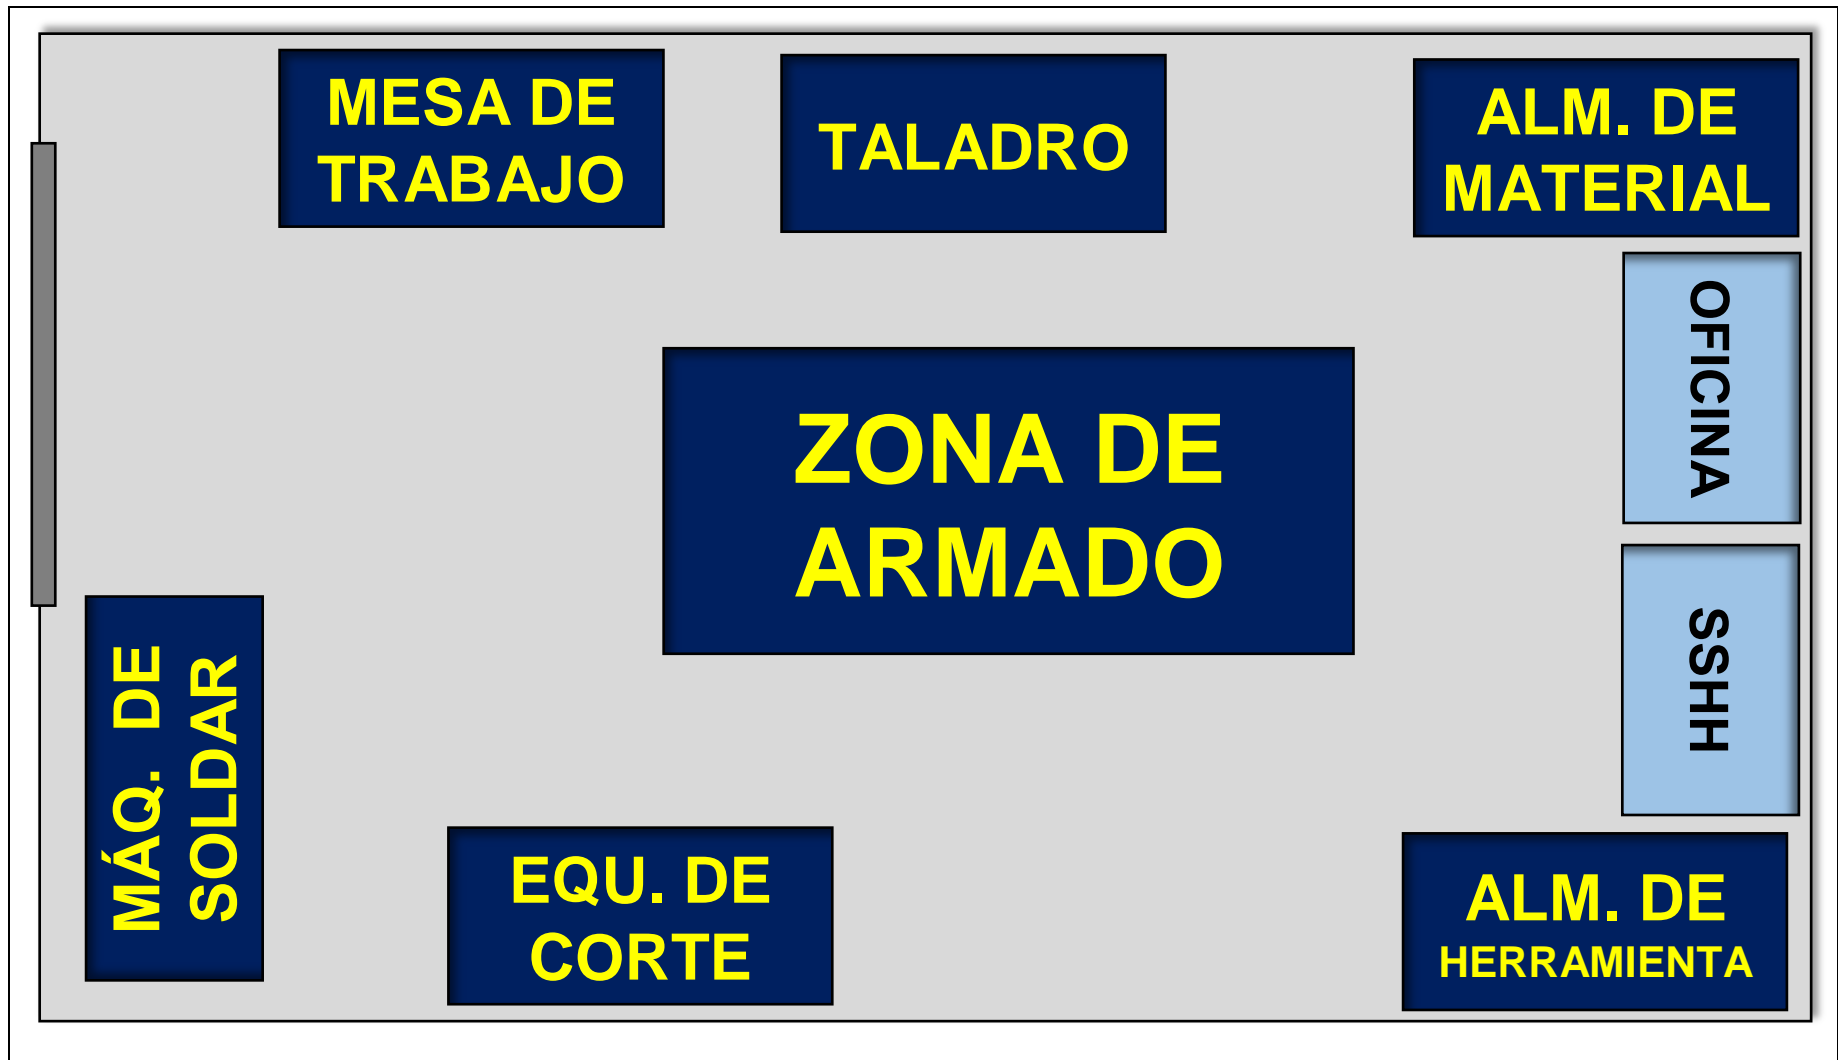 MESA DE
TRABAJO
TALADRO
ALM. DE
MATERIAL
OFICINA
ZONA DE
ARMADO
SSHH
MÁQ. DE
SOLDAR
EQU. DE
CORTE
ALM. DE
HERRAMIENTA